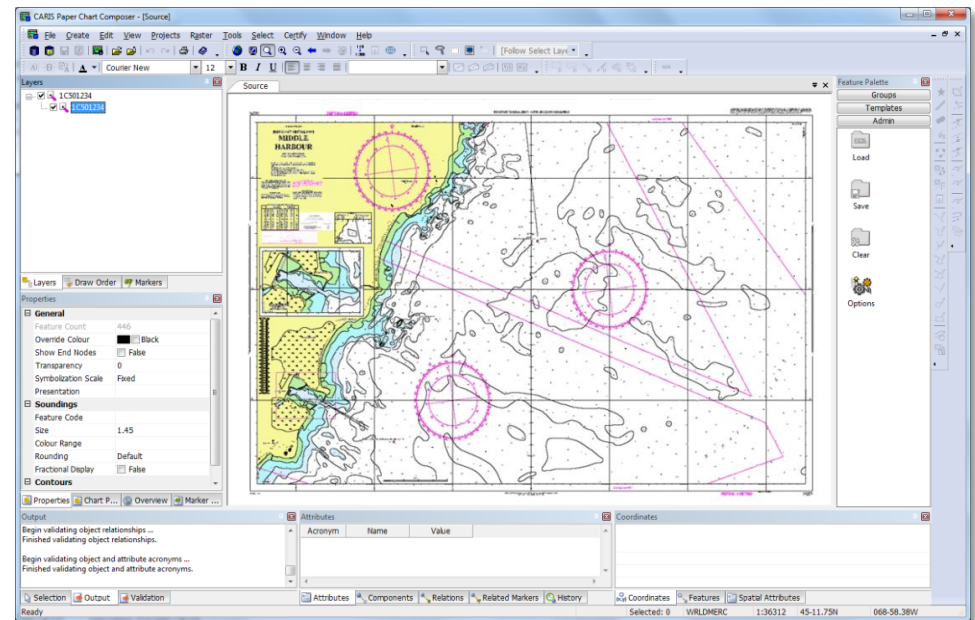 CARIS Paper Chart Composer - [Source]
File Create Edit View Projects Raster Tools Select Certify Window Help
[Follow Select Laye
Courier New 12 B I U
Layers
1C501234
1C501234
Layers Draw Order Markers
Properties
General
Feature Count 446
Override Colour Black
Show End Nodes False
Transparency 0
Symbolization Scale Fixed
Presentation
Soundings
Feature Code
Size 1.45
Colour Range
Rounding Default
Fractional Display False
Contours
Properties Chart P... Overview Marker ...
Source
MIDDLE
HARBOUR
Feature Palette
Groups
Templates
Admin
Load
Save
Clear
Options
Output
Begin validating object relationships ...
Finished validating object relationships.
Begin validating object and attribute acronyms ...
Finished validating object and attribute acronyms.
Selection Output Validation
Attributes
Acronym Name Value
Attributes Components Relations Related Markers History
Coordinates
Coordinates Features Spatial Attributes
Ready Selected: 0 WRLDMERC 1:36312 45-11.75N 068-58.38W